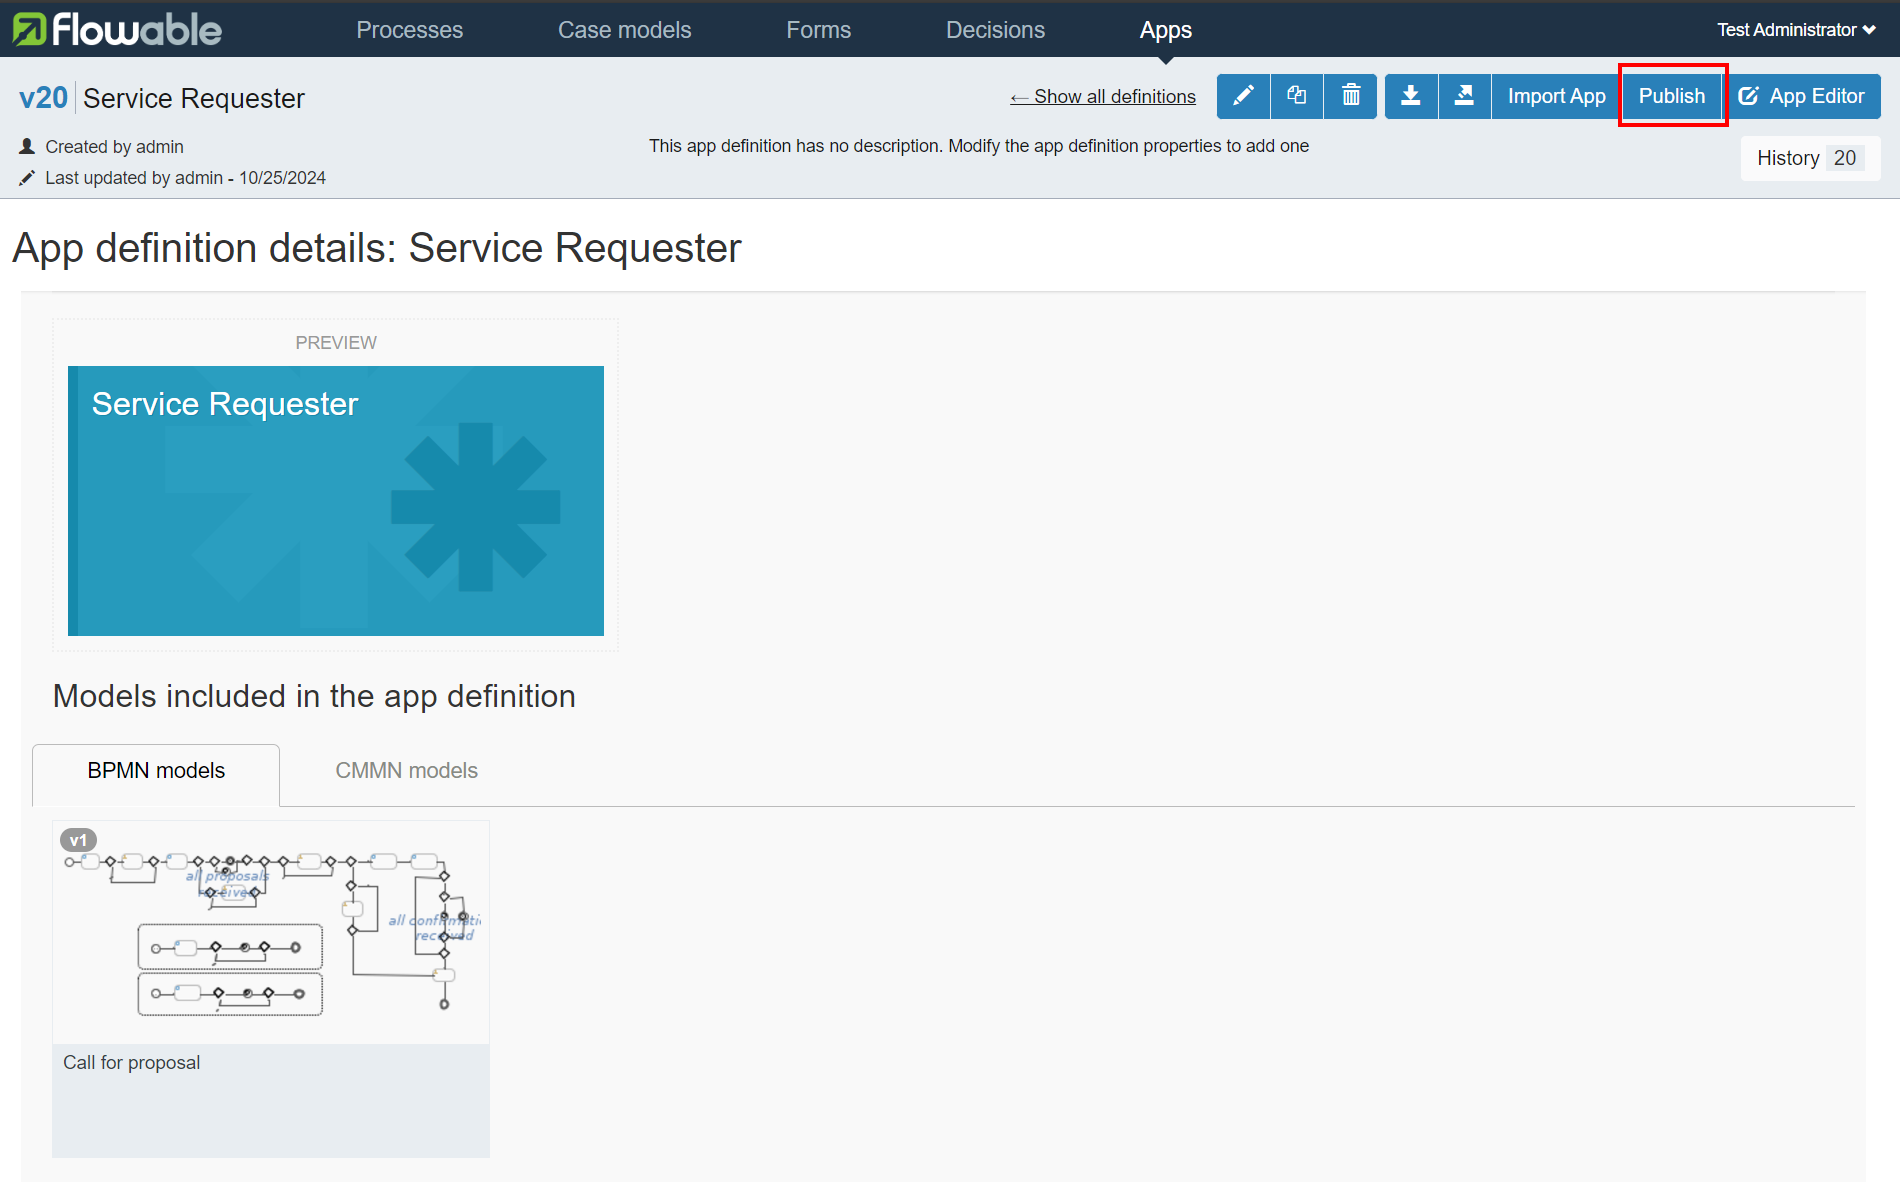 flowable
Processes
Case models
Forms
Decisions
Apps
Test Administrator
v20 Service Requester
← Show all definitions
Import App
Publish
App Editor
Created by admin
This app definition has no description. Modify the app definition properties to add one
History 20
Last updated by admin - 10/25/2024
App definition details: Service Requester
PREVIEW
Service Requester
Models included in the app definition
BPMN models
CMMN models
v1
all proposals
received
all confirmati
received
Call for proposal